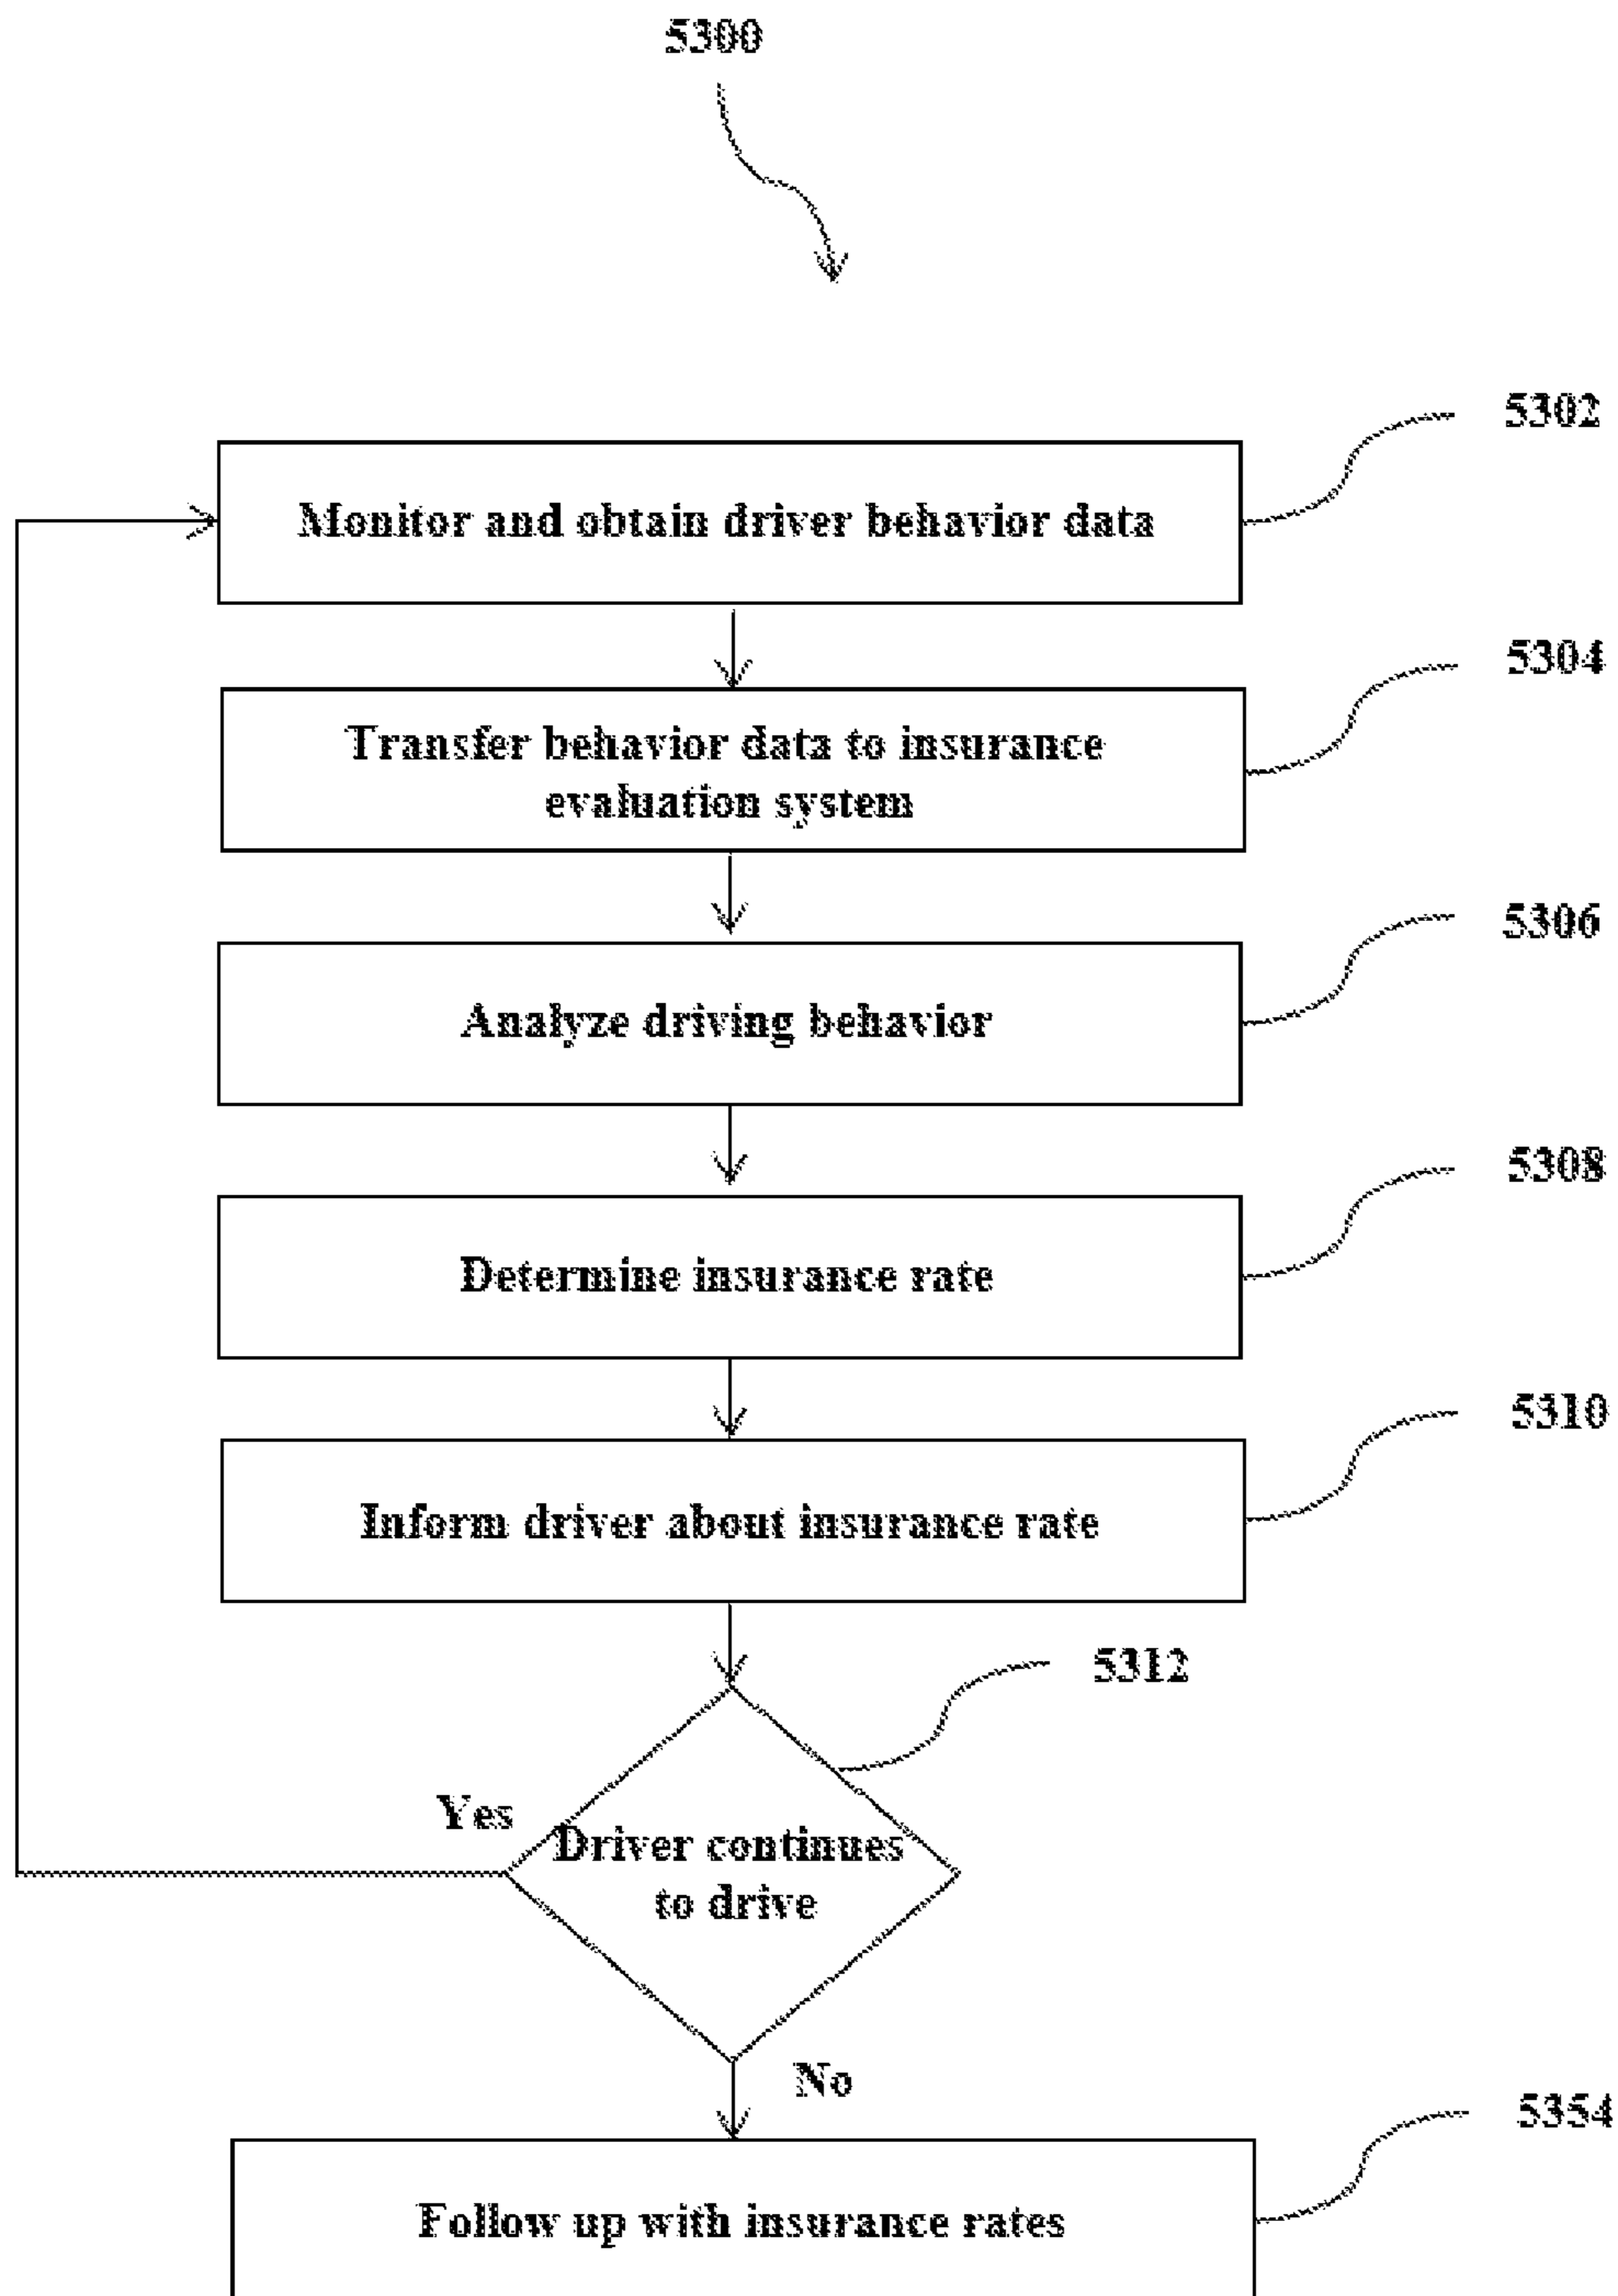 5300
5302
Monitor and obtain driver behavior data
5304
Transfer behavior data to insurance
evaluation system
5306
Analyze driving behavior
5308
Determine insurance rate
5310
Inform driver about insurance rate
5312
Yes
Driver continues
to drive
No
5354
Follow up with insurance rates